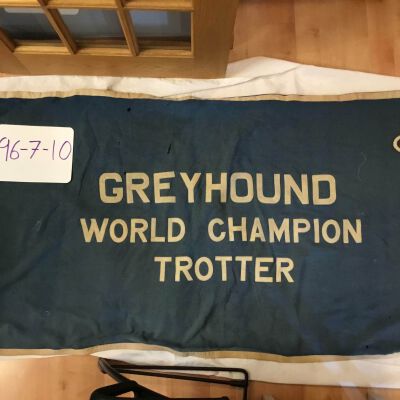 96-7-10
GREYHOUND
WORLD CHAMPION
TROTTER